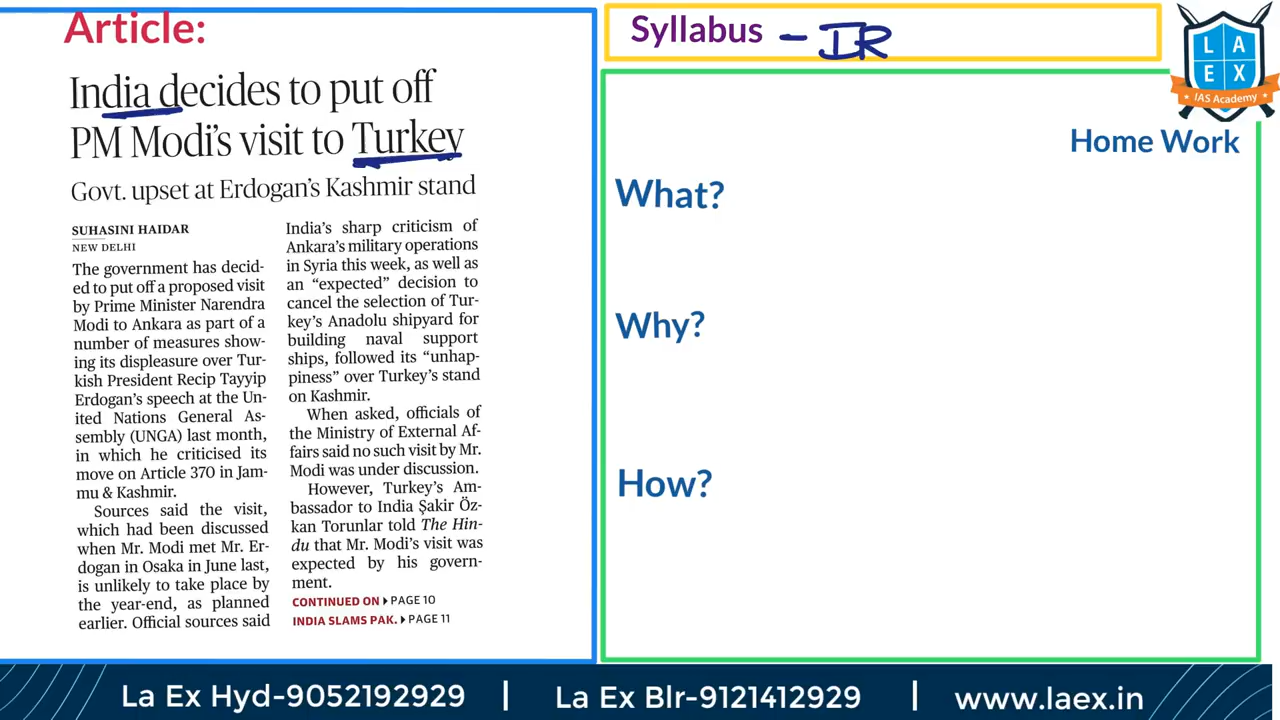 Article:
India decides to put off
PM Modi's visit to Turkey
Govt. upset at Erdogan's Kashmir stand
SUHASINI HAIDAR
NEW DELHI
The government has decid-
ed to put off a proposed visit
by Prime Minister Narendra
Modi to Ankara as part of a
number of measures show-
ing its displeasure over Tur-
kish President Recip Tayyip
Erdogan's speech at the Un-
ited Nations General As-
sembly (UNGA) last month,
in which he criticised its
move on Article 370 in Jam-
mu & Kashmir.
Sources said the visit,
which had been discussed
when Mr. Modi met Mr. Er-
dogan in Osaka in June last,
is unlikely to take place by
the year-end, as planned
earlier. Official sources said
India's sharp criticism of
Ankara's military operations
in Syria this week, as well as
an "expected" decision to
cancel the selection of Tur-
key's Anadolu shipyard for
building naval support
ships, followed its "unhap-
piness" over Turkey's stand
on Kashmir.
When asked, officials of
the Ministry of External Af-
fairs said no such visit by Mr.
Modi was under discussion.
However, Turkey's Am-
bassador to India Şakir Öz-
kan Torunlar told The Hin-
du that Mr. Modi's visit was
expected by his govern-
ment.
CONTINUED ON PAGE 10
INDIA SLAMS PAK. PAGE 11
Syllabus - IR
L A
E X
IAS Academy
Home Work
What?
Why?
How?
La Ex Hyd-9052192929 | La Ex Blr-9121412929 | www.laex.in